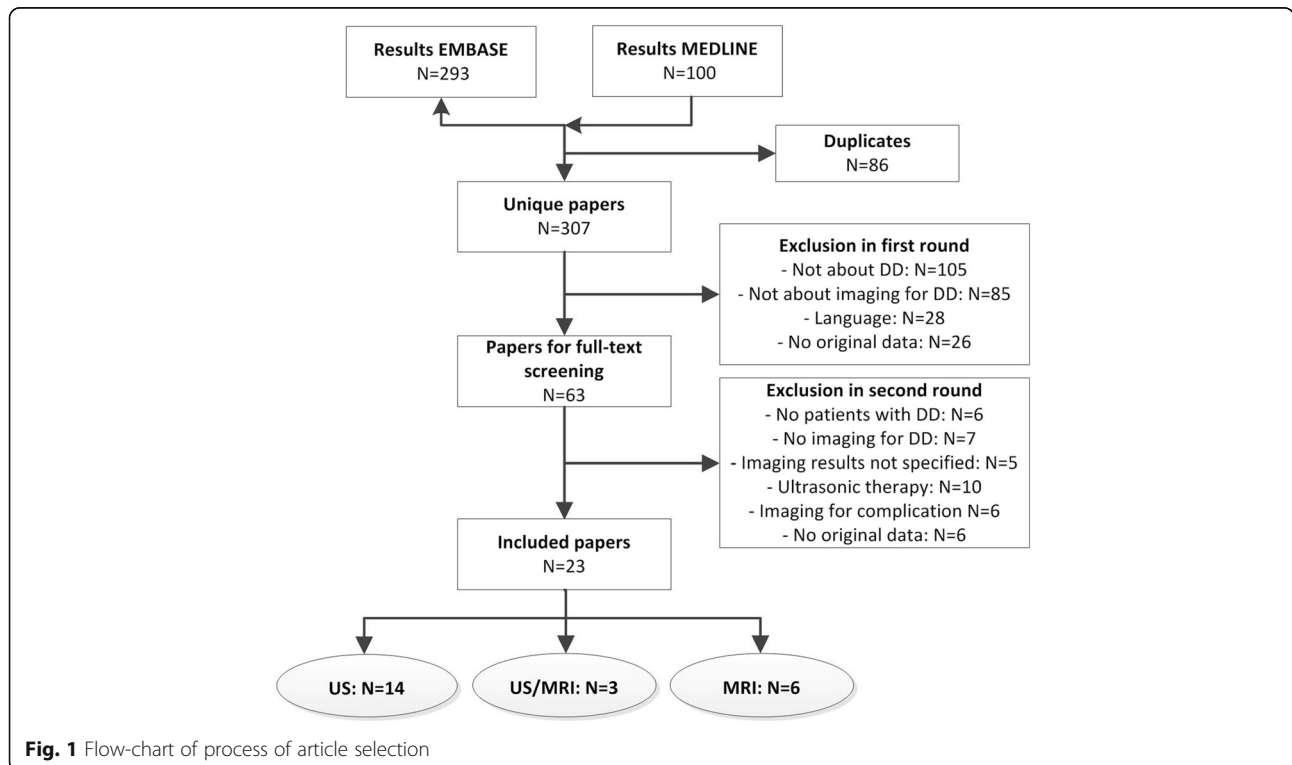 Results EMBASE
N=293
Results MEDLINE
N=100
Duplicates
N=86
Unique papers
N=307
Exclusion in first round
- Not about DD: N=105
- Not about imaging for DD: N=85
- Language: N=28
- No original data: N=26
Papers for full-text
screening
N=63
Exclusion in second round
- No patients with DD: N=6
- No imaging for DD: N=7
- Imaging results not specified: N=5
- Ultrasonic therapy: N=10
- Imaging for complication N=6
- No original data: N=6
Included papers
N=23
US: N=14
US/MRI: N=3
MRI: N=6
Fig. 1 Flow-chart of process of article selection